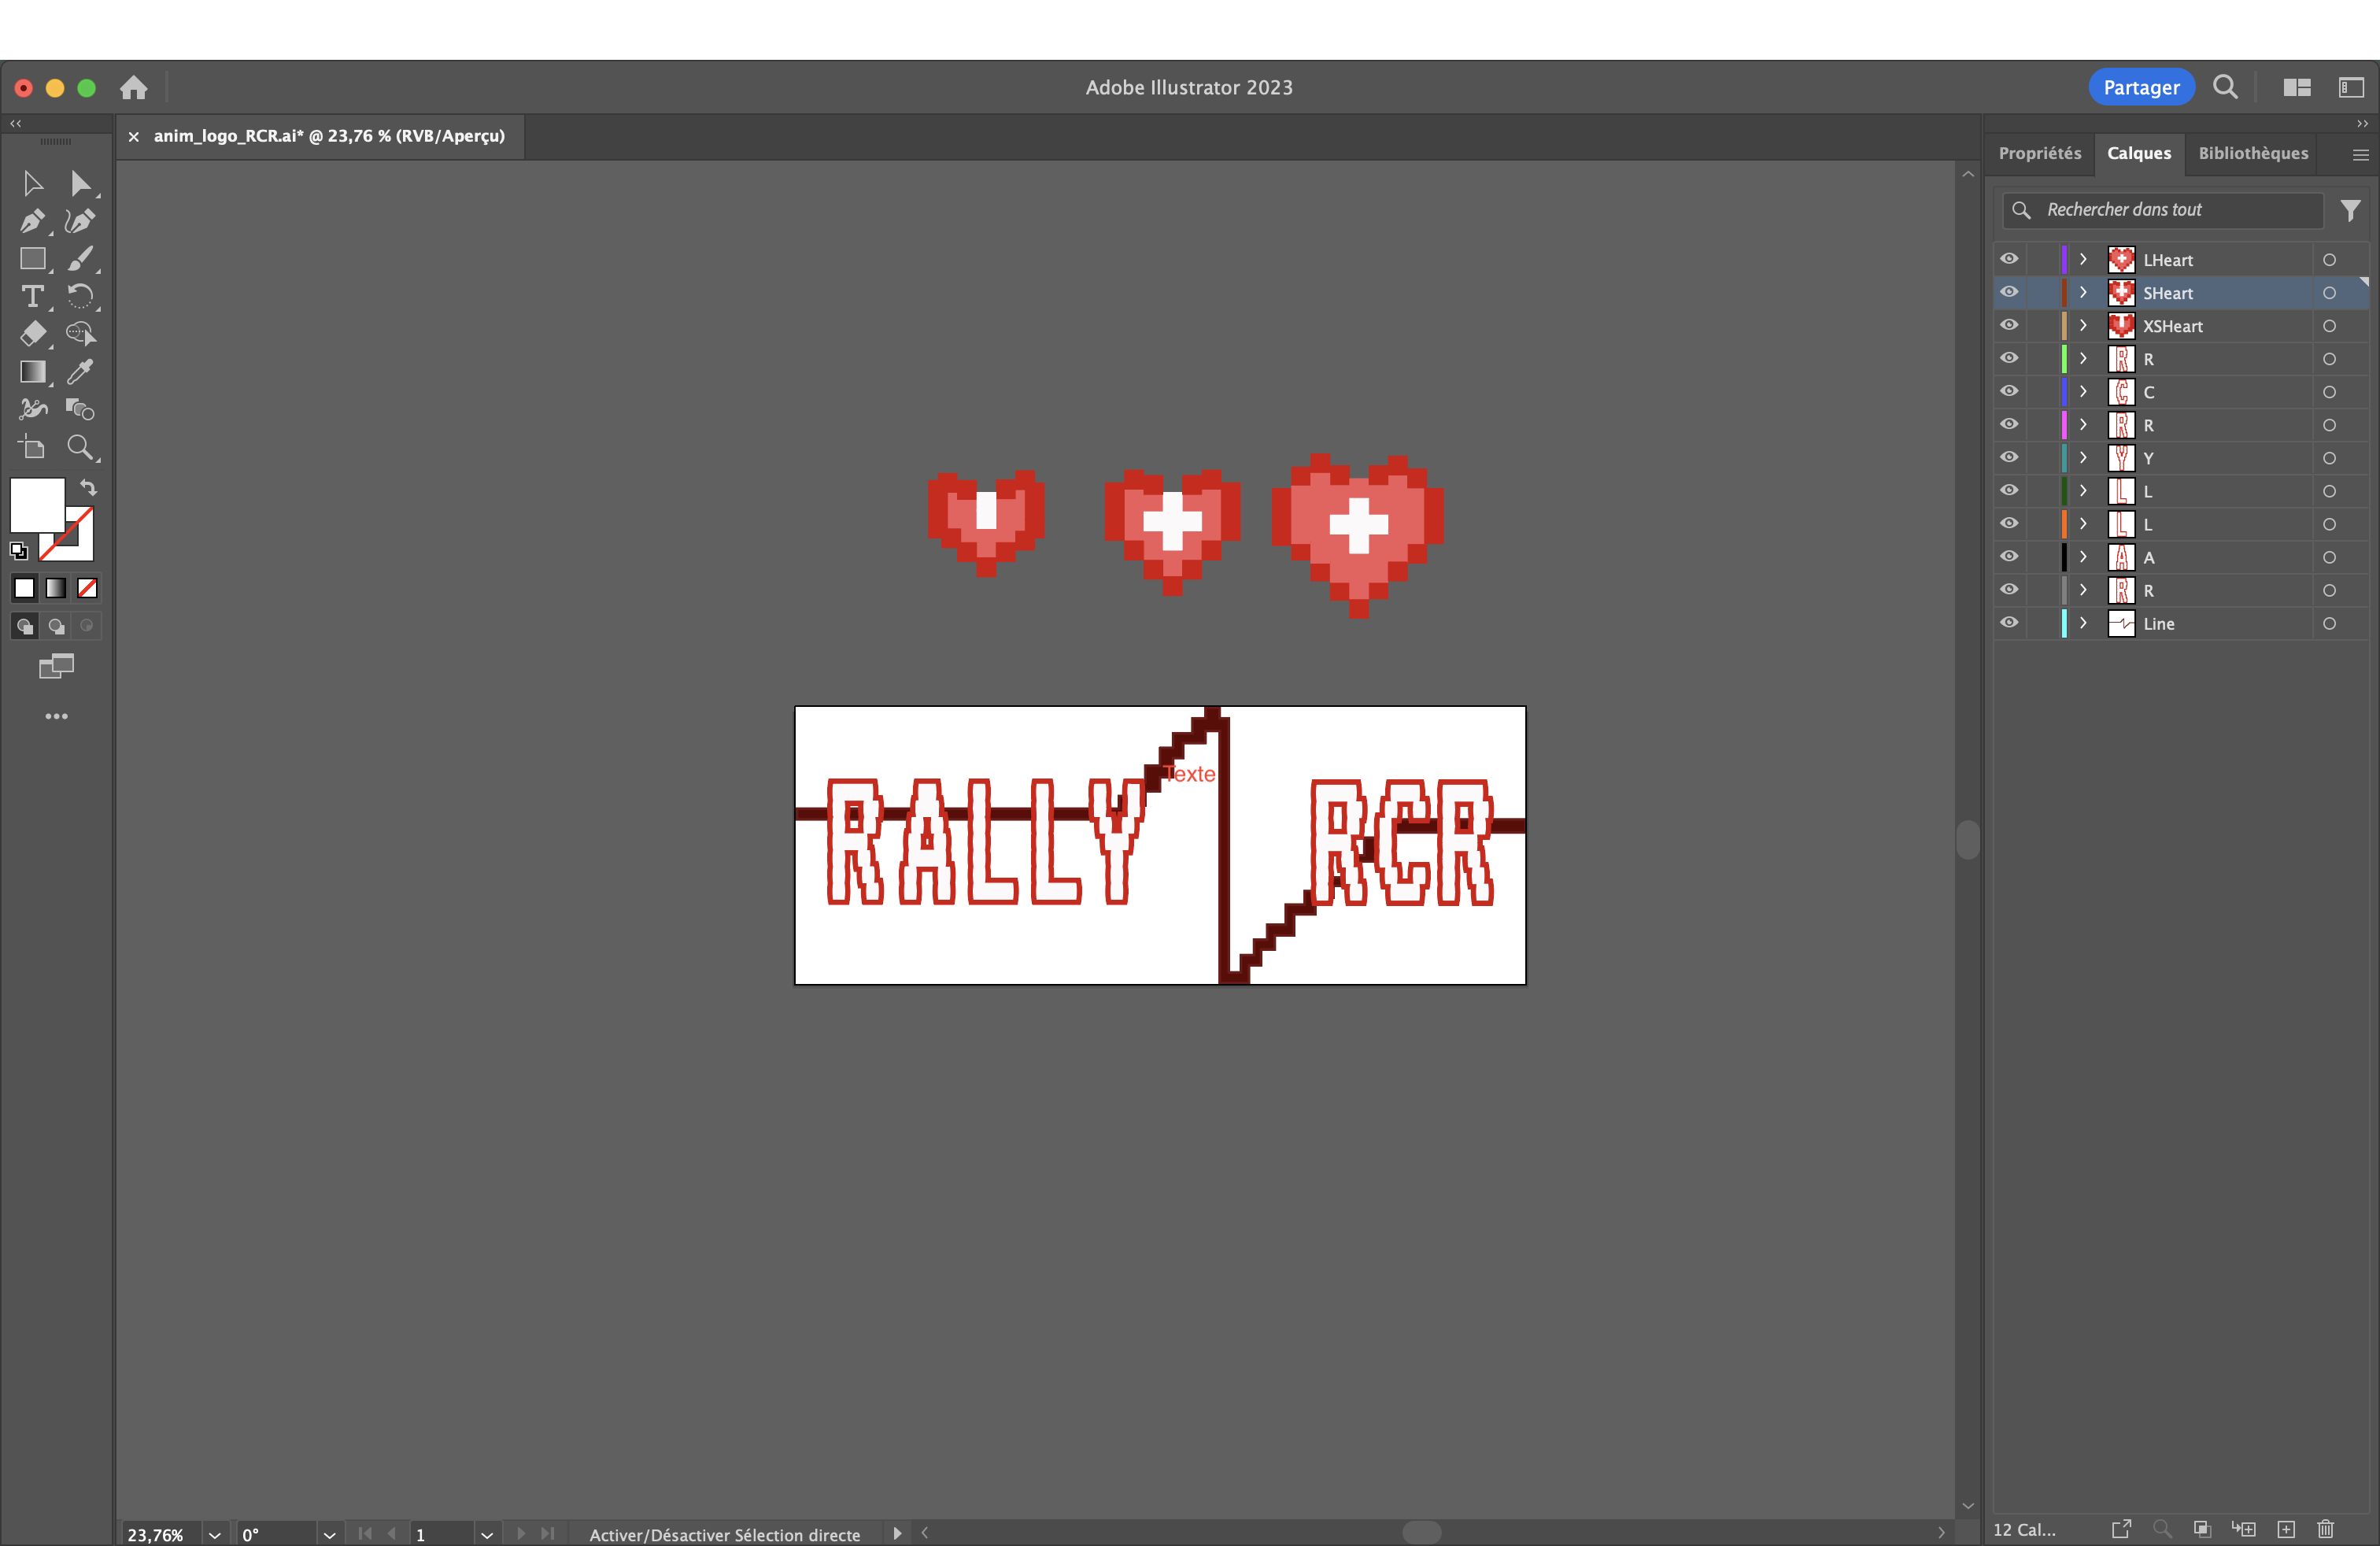 Adobe Illustrator 2023
Partager
anim_logo_RCR.ai* @ 23,76 % (RVB/Aperçu)
Propriétés Calques Bibliothèques
Rechercher dans tout
LHeart
SHeart
XSHeart
R
C
R
Y
L
L
A
R
Line
Texte
RALLY RCR
23,76% 0° 1 Activer/Désactiver Sélection directe
12 Cal...